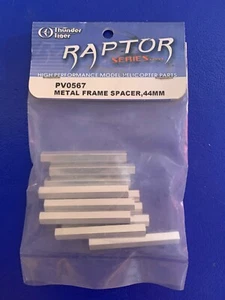 Thunder
Tiger
RAPTOR
SERIES
HIGH PERFORMANCE MODEL HELICOPTER PARTS
PV0567
METAL FRAME SPACER,44MM